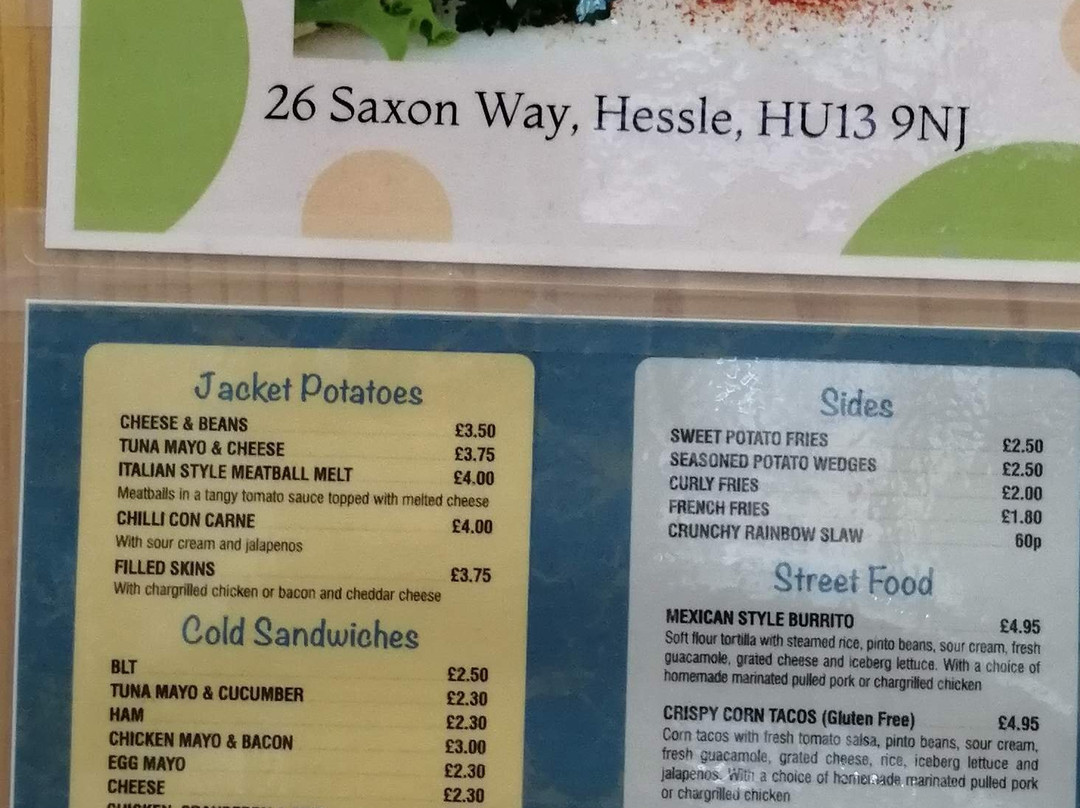 26 Saxon Way, Hessle, HU13 9NJ
Jacket Potatoes
CHEESE & BEANS £3.50
TUNA MAYO & CHEESE £3.75
ITALIAN STYLE MEATBALL MELT £4.00
Meatballs in a tangy tomato sauce topped with melted cheese
CHILLI CON CARNE £4.00
With sour cream and jalapenos
FILLED SKINS £3.75
With chargrilled chicken or bacon and cheddar cheese
Cold Sandwiches
BLT £2.50
TUNA MAYO & CUCUMBER £2.30
HAM £2.30
CHICKEN MAYO & BACON £3.00
EGG MAYO £2.30
CHEESE £2.30
Sides
SWEET POTATO FRIES £2.50
SEASONED POTATO WEDGES £2.50
CURLY FRIES £2.00
FRENCH FRIES £1.80
CRUNCHY RAINBOW SLAW 60p
Street Food
MEXICAN STYLE BURRITO £4.95
Soft flour tortilla with steamed rice, pinto beans, sour cream, fresh
guacamole, grated cheese and iceberg lettuce. With a choice of
homemade marinated pulled pork or chargrilled chicken
CRISPY CORN TACOS (Gluten Free) £4.95
Corn tacos with fresh tomato salsa, pinto beans, sour cream,
fresh guacamole, grated cheese, rice, iceberg lettuce and
jalapenos. With a choice of homemade marinated pulled pork
or chargrilled chicken